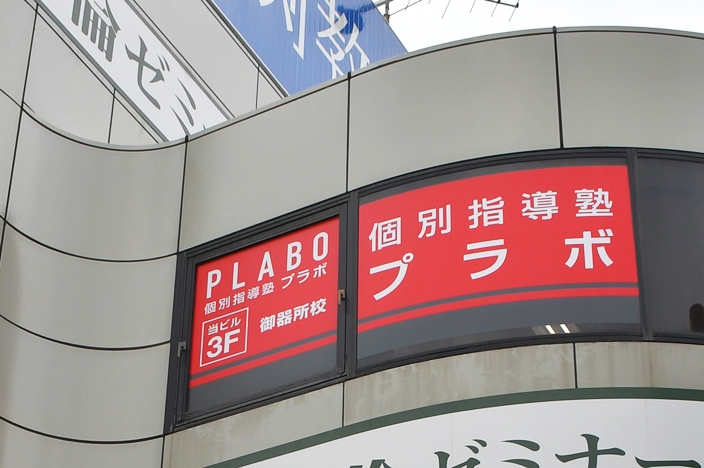 PLABO
個別指導塾 プラボ
当ビル
3F
御器所校
個別指導塾
プラボ